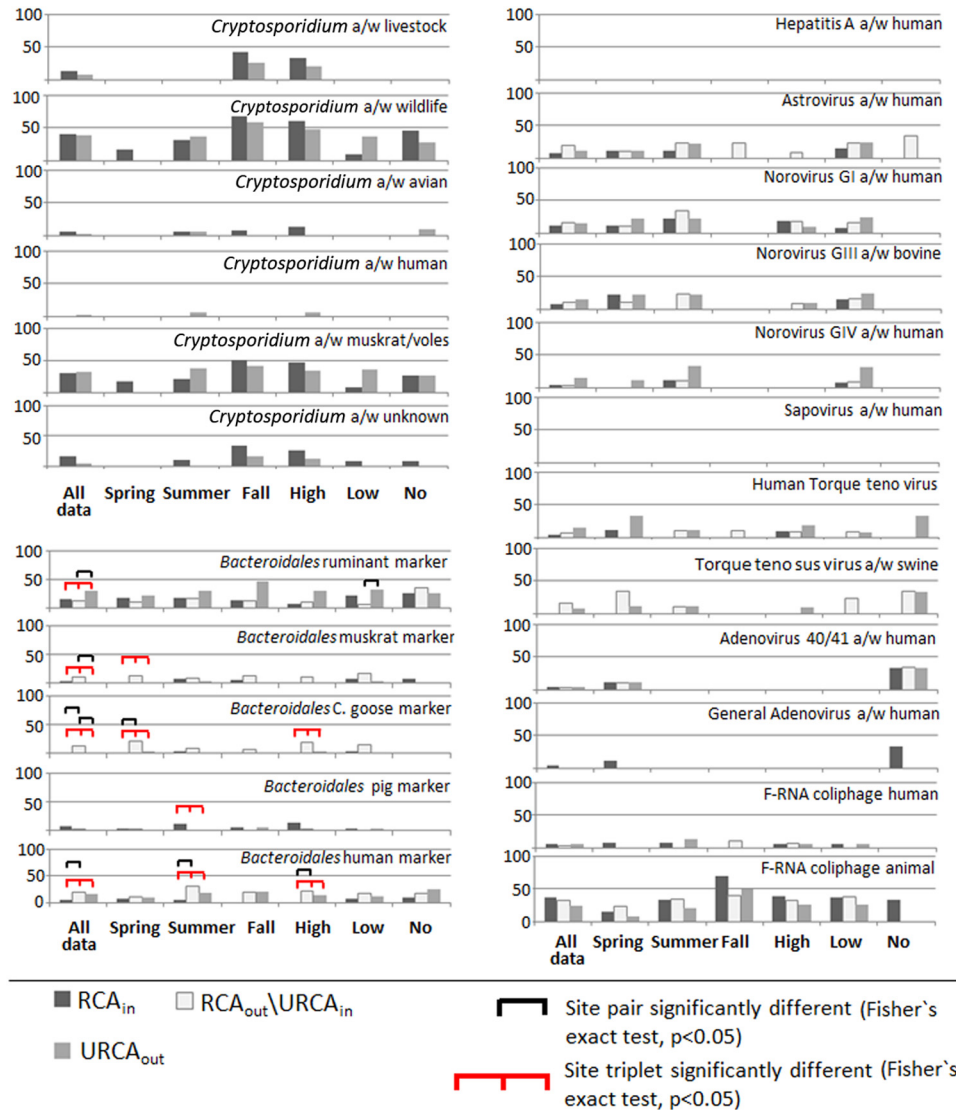 100
Cryptosporidium a/w livestock
50
100
Cryptosporidium a/w wildlife
50
100
Cryptosporidium a/w avian
50
100
Cryptosporidium a/w human
50
100
Cryptosporidium a/w muskrat/voles
50
100
Cryptosporidium a/w unknown
50
All data Spring Summer Fall High Low No
100
Bacteroidales ruminant marker
50
100
Bacteroidales muskrat marker
50
100
Bacteroidales C. goose marker
50
100
Bacteroidales pig marker
50
100
Bacteroidales human marker
50
0
All data Spring Summer Fall High Low No
100
Hepatitis A a/w human
50
100
Astrovirus a/w human
50
100
Norovirus GI a/w human
50
100
Norovirus GIII a/w bovine
50
100
Norovirus GIV a/w human
50
100
Sapovirus a/w human
50
100
Human Torque teno virus
50
100
Torque teno sus virus a/w swine
50
100
Adenovirus 40/41 a/w human
50
100
General Adenovirus a/w human
50
100
F-RNA coliphage human
50
100
F-RNA coliphage animal
50
0
All data Spring Summer Fall High Low No
RCAin RCAout\URCAin
URCAout
Site pair significantly different (Fisher`s
exact test, p<0.05)
Site triplet significantly different (Fisher`s
exact test, p<0.05)